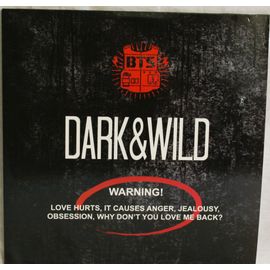 BTS
DARK&WILD
WARNING!
LOVE HURTS, IT CAUSES ANGER, JEALOUSY,
OBSESSION, WHY DON'T YOU LOVE ME BACK?